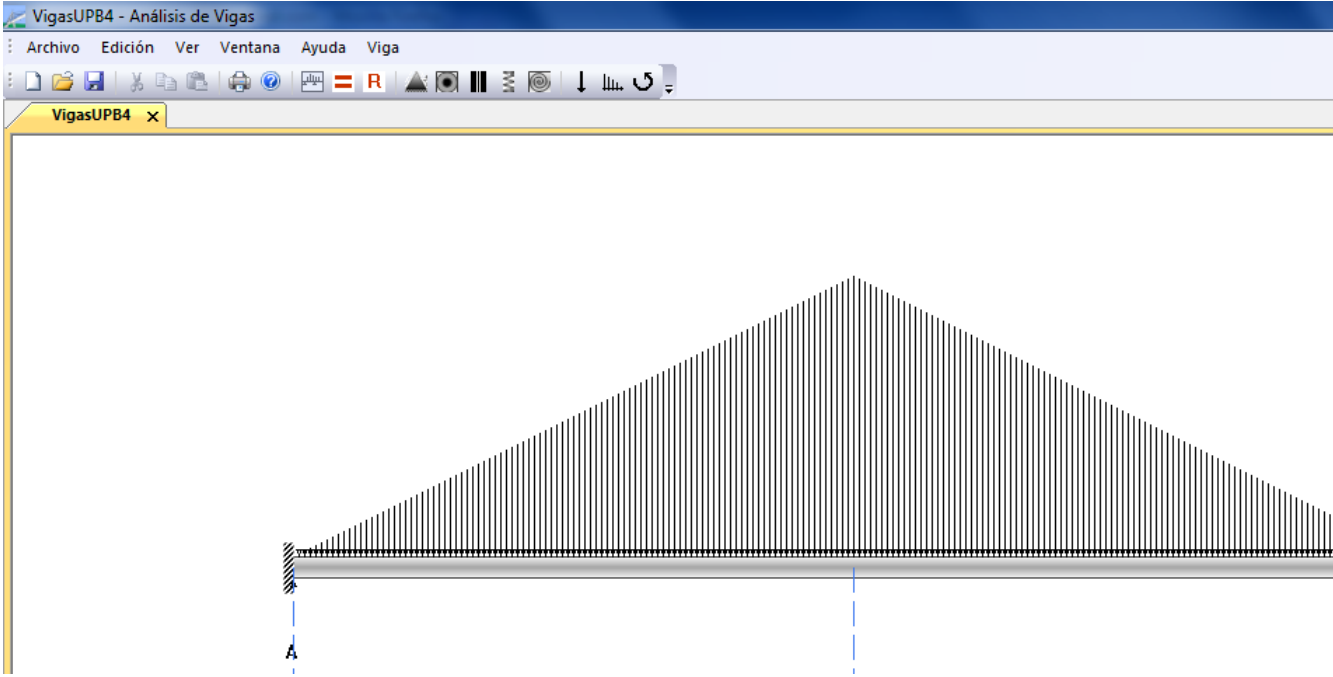 VigasUPB4 - Análisis de Vigas
Archivo Edición Ver Ventana Ayuda Viga
R
VigasUPB4 x
A